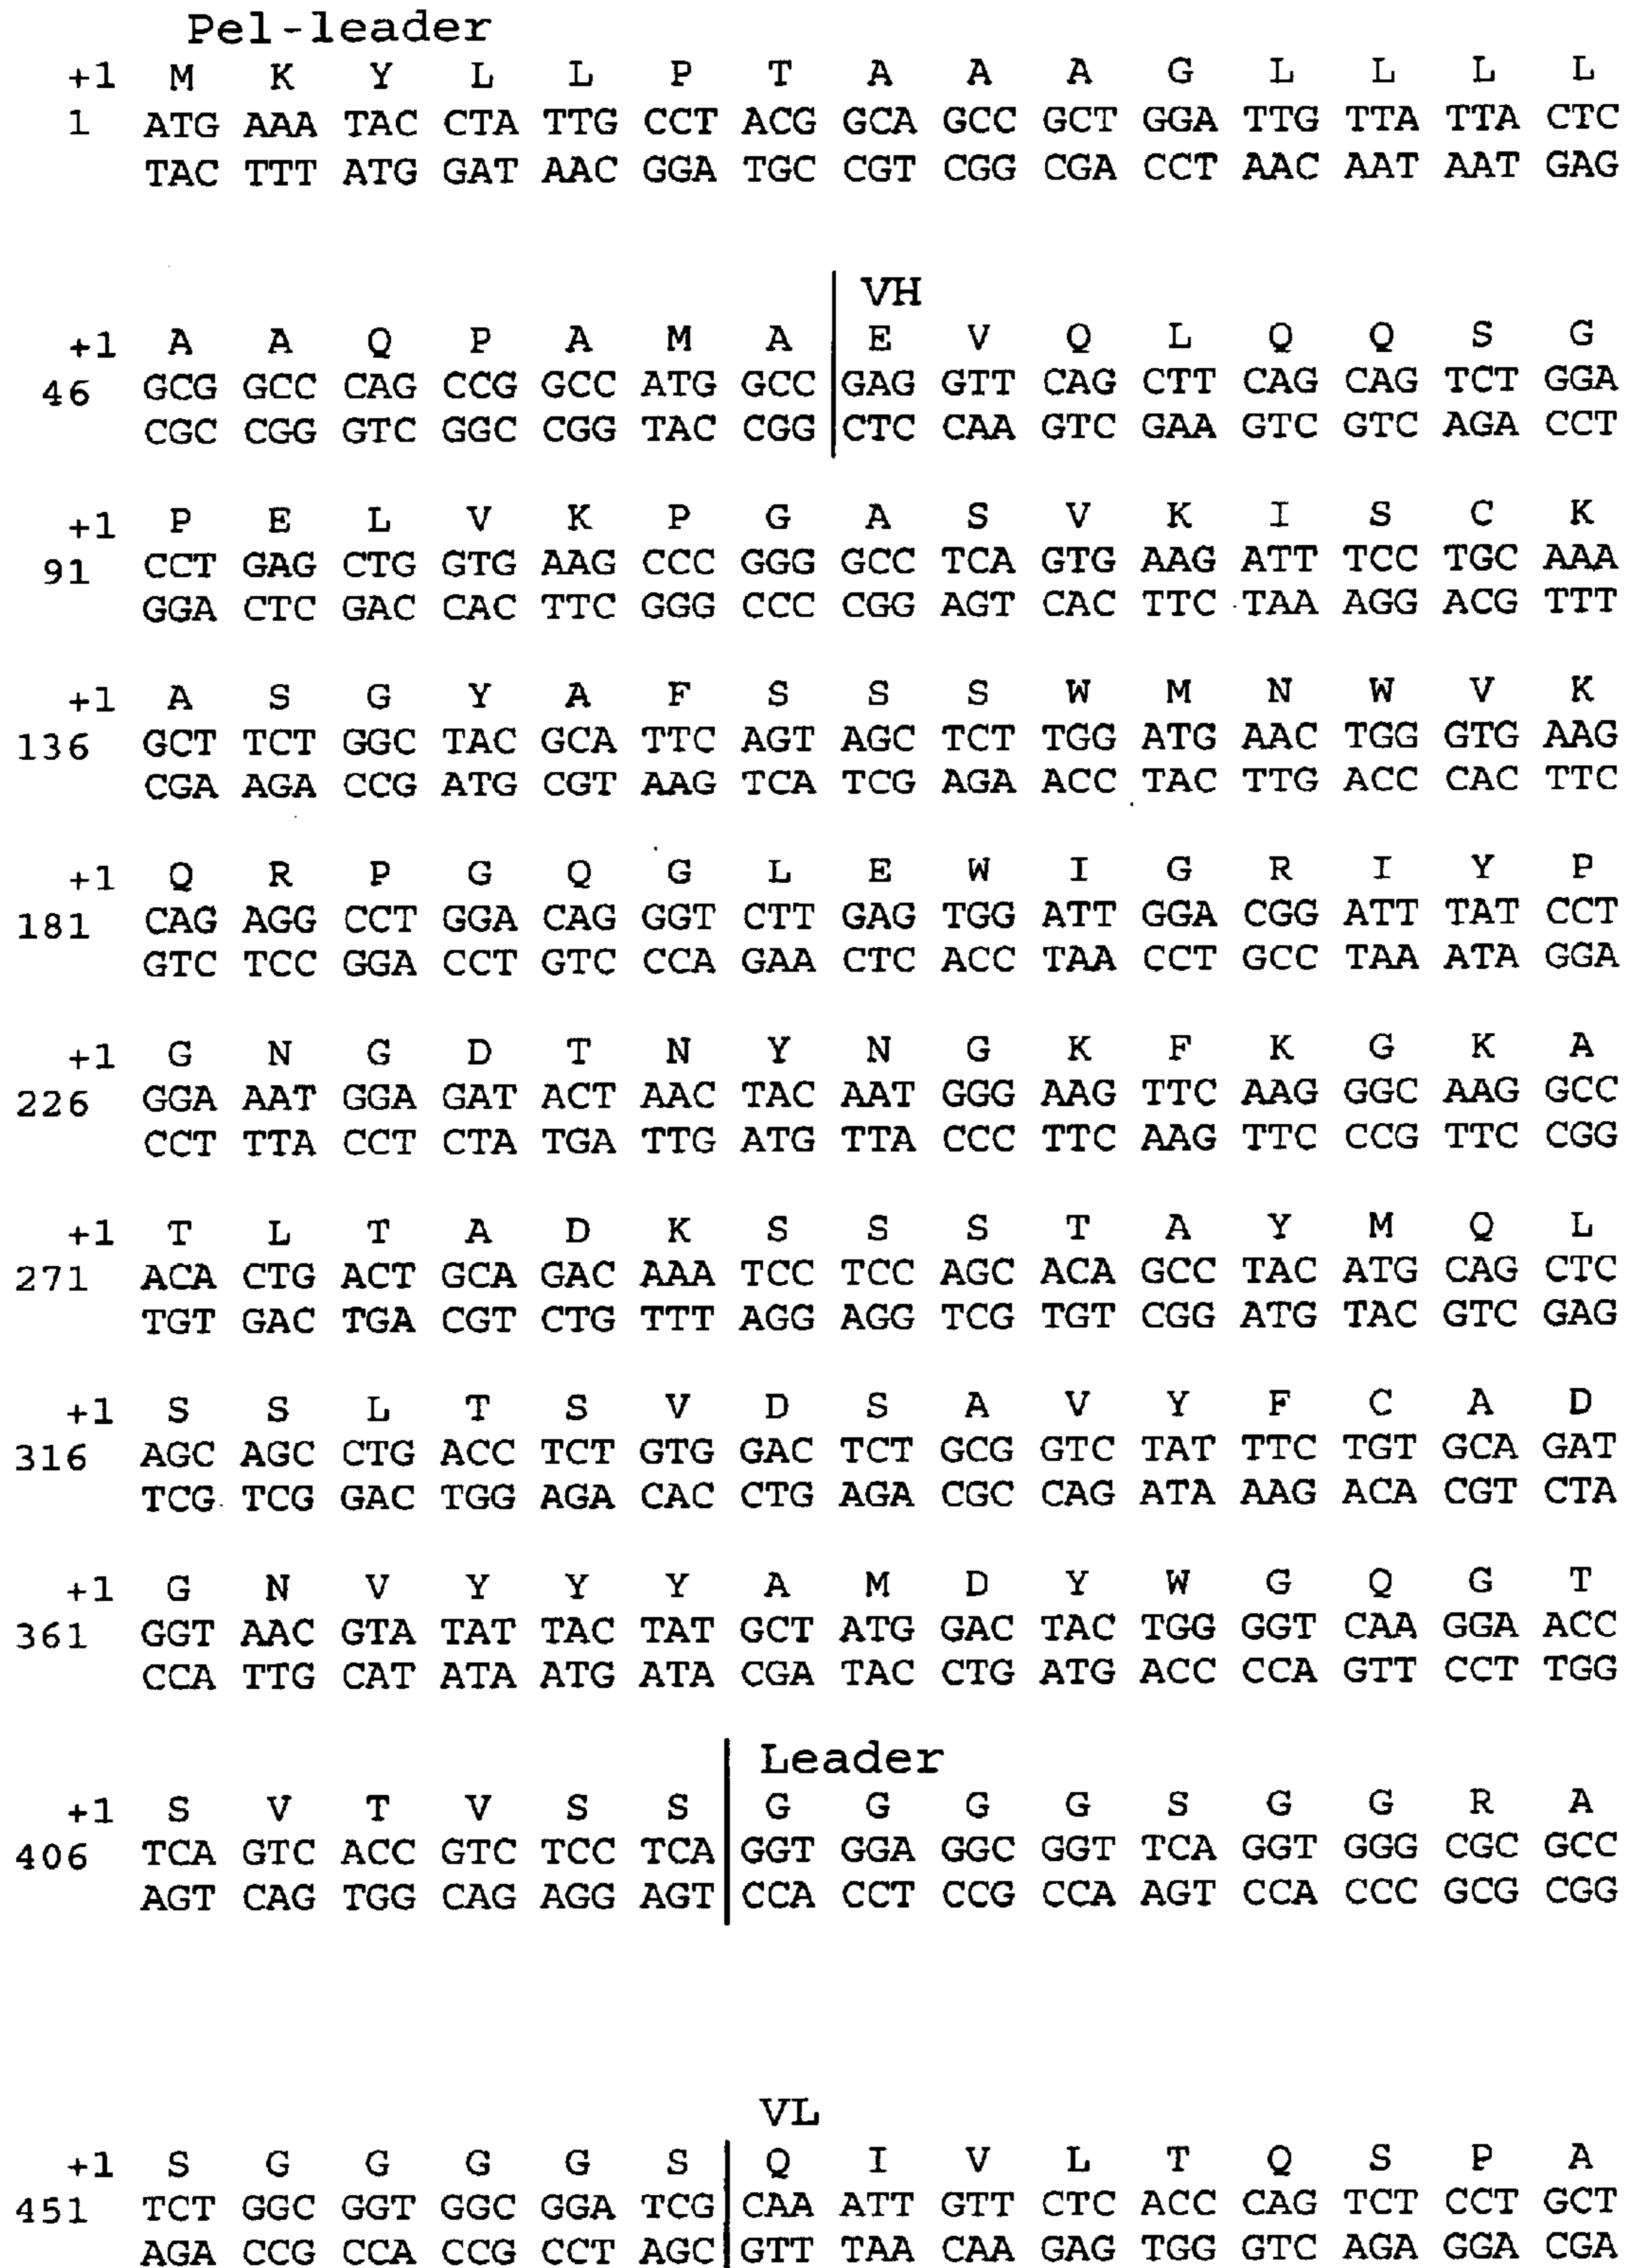 Pel-leader
+1 M K Y L L P T A A A G L L L L
1 ATG AAA TAC CTA TTG CCT ACG GCA GCC GCT GGA TTG TTA TTA CTC
TAC TTT ATG GAT AAC GGA TGC CGT CGG CGA CCT AAC AAT AAT GAG
VH
+1 A A Q P A M A E V Q L Q Q S G
46 GCG GCC CAG CCG GCC ATG GCC GAG GTT CAG CTT CAG CAG TCT GGA
CGC CGG GTC GGC CGG TAC CGG CTC CAA GTC GAA GTC GTC AGA CCT
+1 P E L V K P G A S V K I S C K
91 CCT GAG CTG GTG AAG CCC GGG GCC TCA GTG AAG ATT TCC TGC AAA
GGA CTC GAC CAC TTC GGG CCC CGG AGT CAC TTC TAA AGG ACG TTT
+1 A S G Y A F S S S W M N W V K
136 GCT TCT GGC TAC GCA TTC AGT AGC TCT TGG ATG AAC TGG GTG AAG
CGA AGA CCG ATG CGT AAG TCA TCG AGA ACC TAC TTG ACC CAC TTC
+1 Q R P G Q G L E W I G R I Y P
181 CAG AGG CCT GGA CAG GGT CTT GAG TGG ATT GGA CGG ATT TAT CCT
GTC TCC GGA CCT GTC CCA GAA CTC ACC TAA CCT GCC TAA ATA GGA
+1 G N G D T N Y N G K F K G K A
226 GGA AAT GGA GAT ACT AAC TAC AAT GGG AAG TTC AAG GGC AAG GCC
CCT TTA CCT CTA TGA TTG ATG TTA CCC TTC AAG TTC CCG TTC CGG
+1 T L T A D K S S S T A Y M Q L
271 ACA CTG ACT GCA GAC AAA TCC TCC AGC ACA GCC TAC ATG CAG CTC
TGT GAC TGA CGT CTG TTT AGG AGG TCG TGT CGG ATG TAC GTC GAG
+1 S S L T S V D S A V Y F C A D
316 AGC AGC CTG ACC TCT GTG GAC TCT GCG GTC TAT TTC TGT GCA GAT
TCG TCG GAC TGG AGA CAC CTG AGA CGC CAG ATA AAG ACA CGT CTA
+1 G N V Y Y Y A M D Y W G Q G T
361 GGT AAC GTA TAT TAC TAT GCT ATG GAC TAC TGG GGT CAA GGA ACC
CCA TTG CAT ATA ATG ATA CGA TAC CTG ATG ACC CCA GTT CCT TGG
Leader
+1 S V T V S S G G G G S G G R A
406 TCA GTC ACC GTC TCC TCA GGT GGA GGC GGT TCA GGT GGG CGC GCC
AGT CAG TGG CAG AGG AGT CCA CCT CCG CCA AGT CCA CCC GCG CGG
VL
+1 S G G G G S Q I V L T Q S P A
451 TCT GGC GGT GGC GGA TCG CAA ATT GTT CTC ACC CAG TCT CCT GCT
AGA CCG CCA CCG CCT AGC GTT TAA CAA GAG TGG GTC AGA GGA CGA